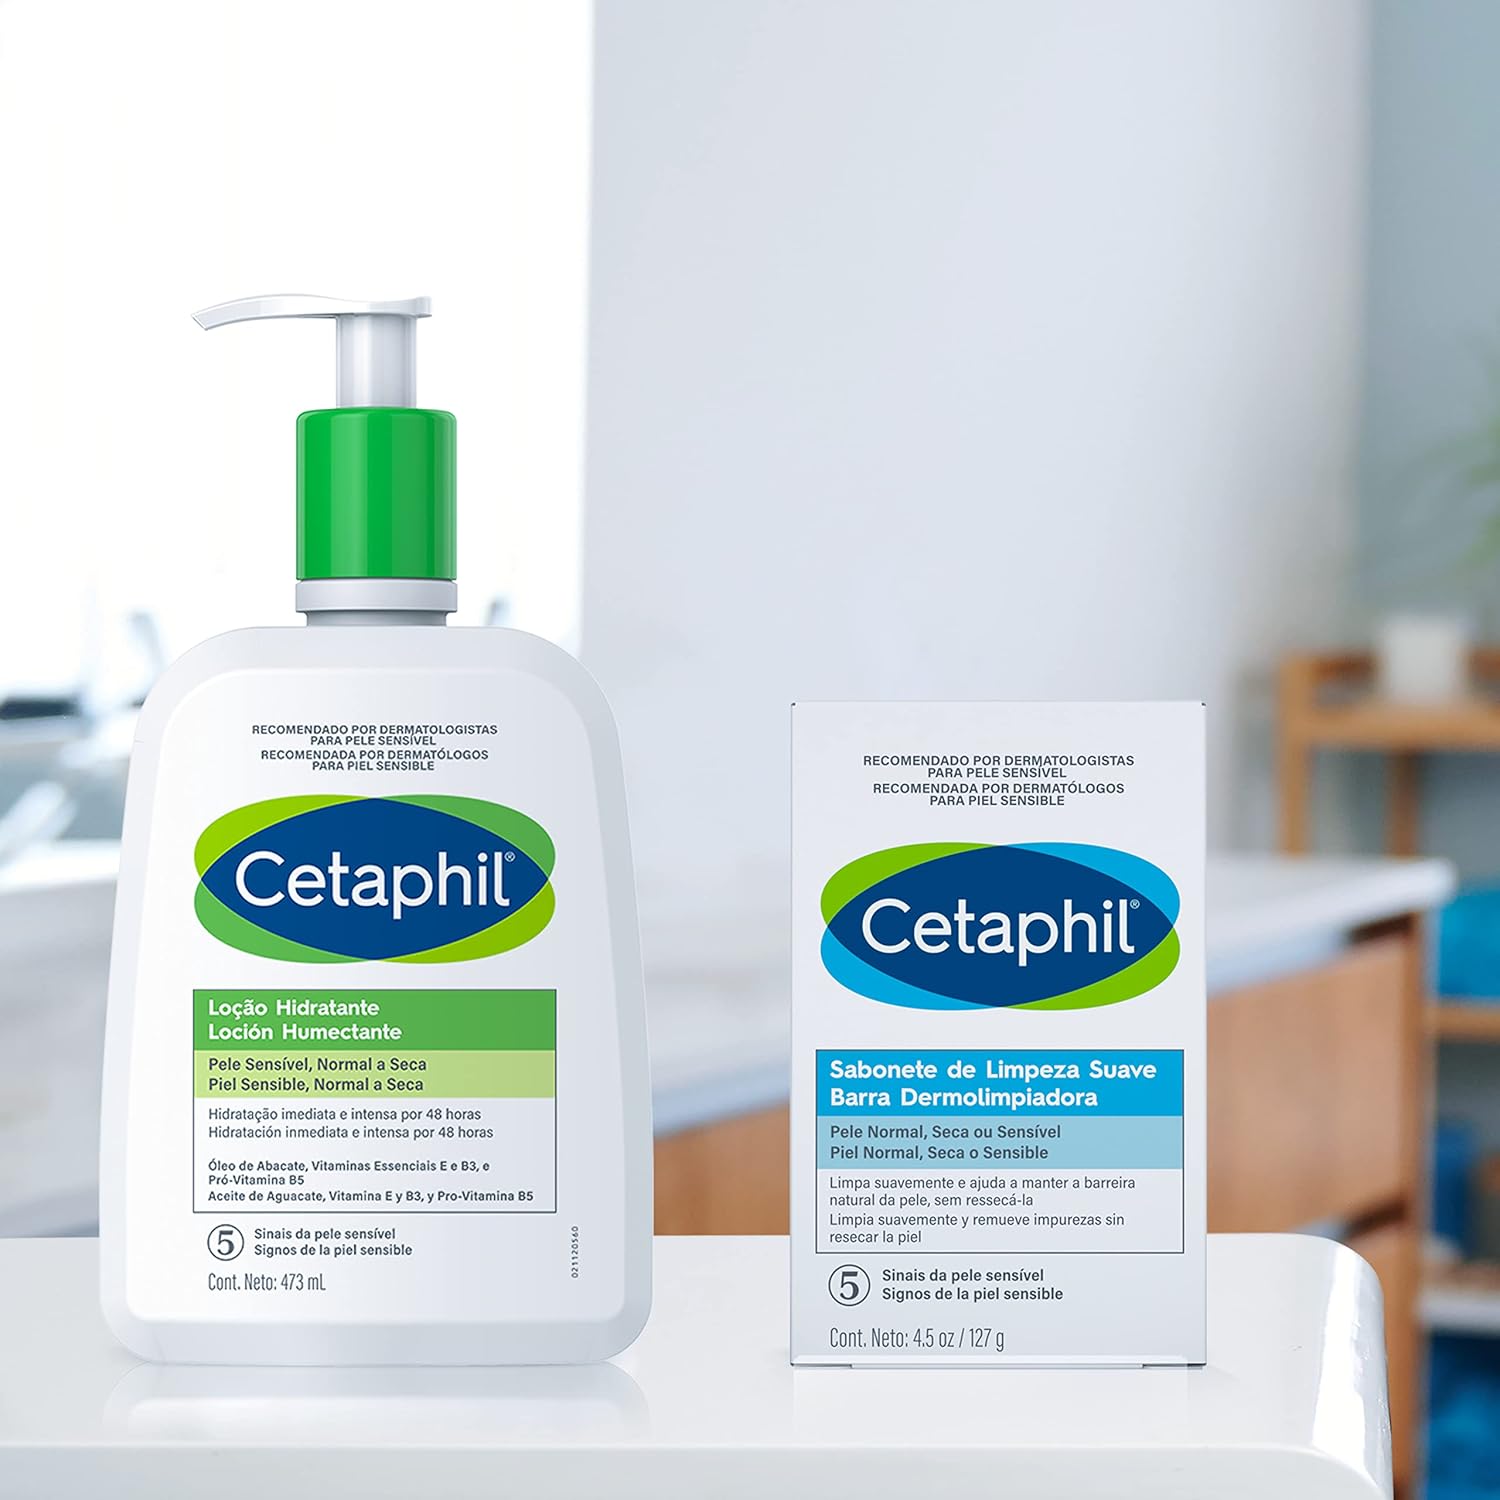 RECOMENDADO POR DERMATOLOGISTAS
PARA PELE SENSÍVEL
RECOMENDADA POR DERMATÓLOGOS
PARA PIEL SENSIBLE
Cetaphil®
Loção Hidratante
Loción Humectante
Pele Sensível, Normal a Seca
Piel Sensible, Normal a Seca
Hidratação imediata e intensa por 48 horas
Hidratación inmediata e intensa por 48 horas
Óleo de Abacate, Vitaminas Essenciais E e B3, e
Pró-Vitamina B5
Aceite de Aguacate, Vitamina E y B3, y Pro-Vitamina B5
5
Sinais da pele sensível
Signos de la piel sensible
Cont. Neto: 473 mL
021120560
RECOMENDADO POR DERMATOLOGISTAS
PARA PELE SENSÍVEL
RECOMENDADA POR DERMATÓLOGOS
PARA PIEL SENSIBLE
Cetaphil®
Sabonete de Limpeza Suave
Barra Dermolimpiadora
Pele Normal, Seca ou Sensível
Piel Normal, Seca o Sensible
Limpa suavemente e ajuda a manter a barreira
natural da pele, sem ressecá-la
Limpia suavemente y remueve impurezas sin
resecar la piel
5
Sinais da pele sensível
Signos de la piel sensible
Cont. Neto: 4.5 oz / 127 g